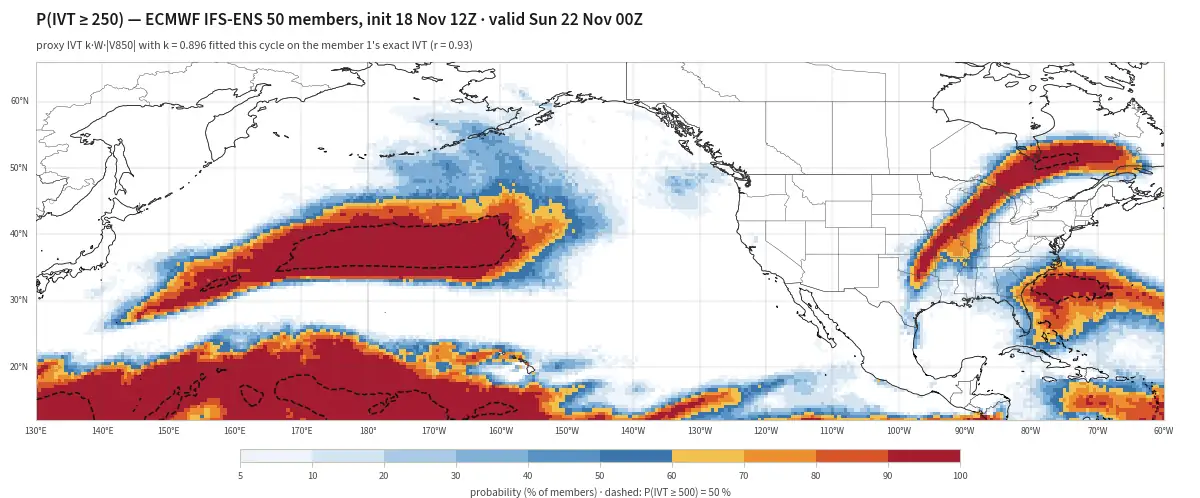 P(IVT ≥ 250) — ECMWF IFS-ENS 50 members, init 18 Nov 12Z · valid Sun 22 Nov 00Z
proxy IVT k·W·|V850| with k = 0.896 fitted this cycle on the member 1's exact IVT (r = 0.93)
60°N
50°N
40°N
30°N
20°N
130°E 140°E 150°E 160°E 170°E 180° 170°W 160°W 150°W 140°W 130°W 120°W 110°W 100°W 90°W 80°W 70°W 60°W
5 10 20 30 40 50 60 70 80 90 100
probability (% of members) · dashed: P(IVT ≥ 500) = 50 %